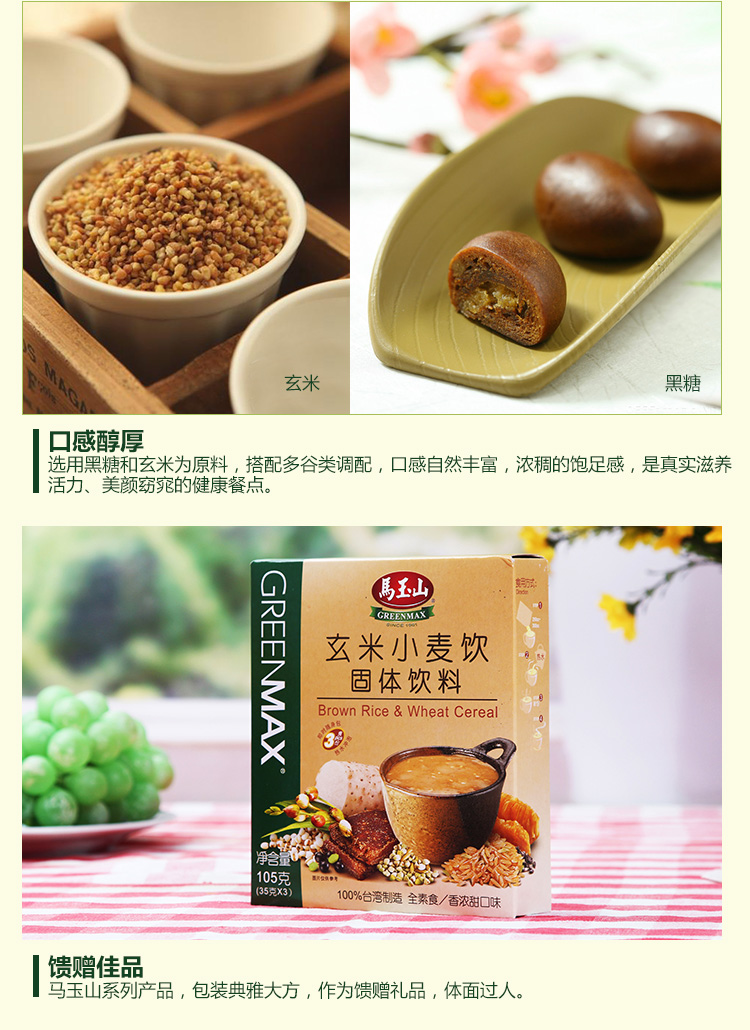 OS MAGA
玄米
黑糖
口感醇厚
选用黑糖和玄米为原料，搭配多谷类调配，口感自然丰富，浓稠的饱足感，是真实滋养
活力、美颜窈窕的健康餐点。
GREENMAX®
馬玉山
GREENMAX
SINCE 1961
玄米小麦饮
固体饮料
Brown Rice & Wheat Cereal
净含量
105克
(35克X3)
100%台湾制造 全素食／香浓甜口味
馈赠佳品
马玉山系列产品，包装典雅大方，作为馈赠礼品，体面过人。